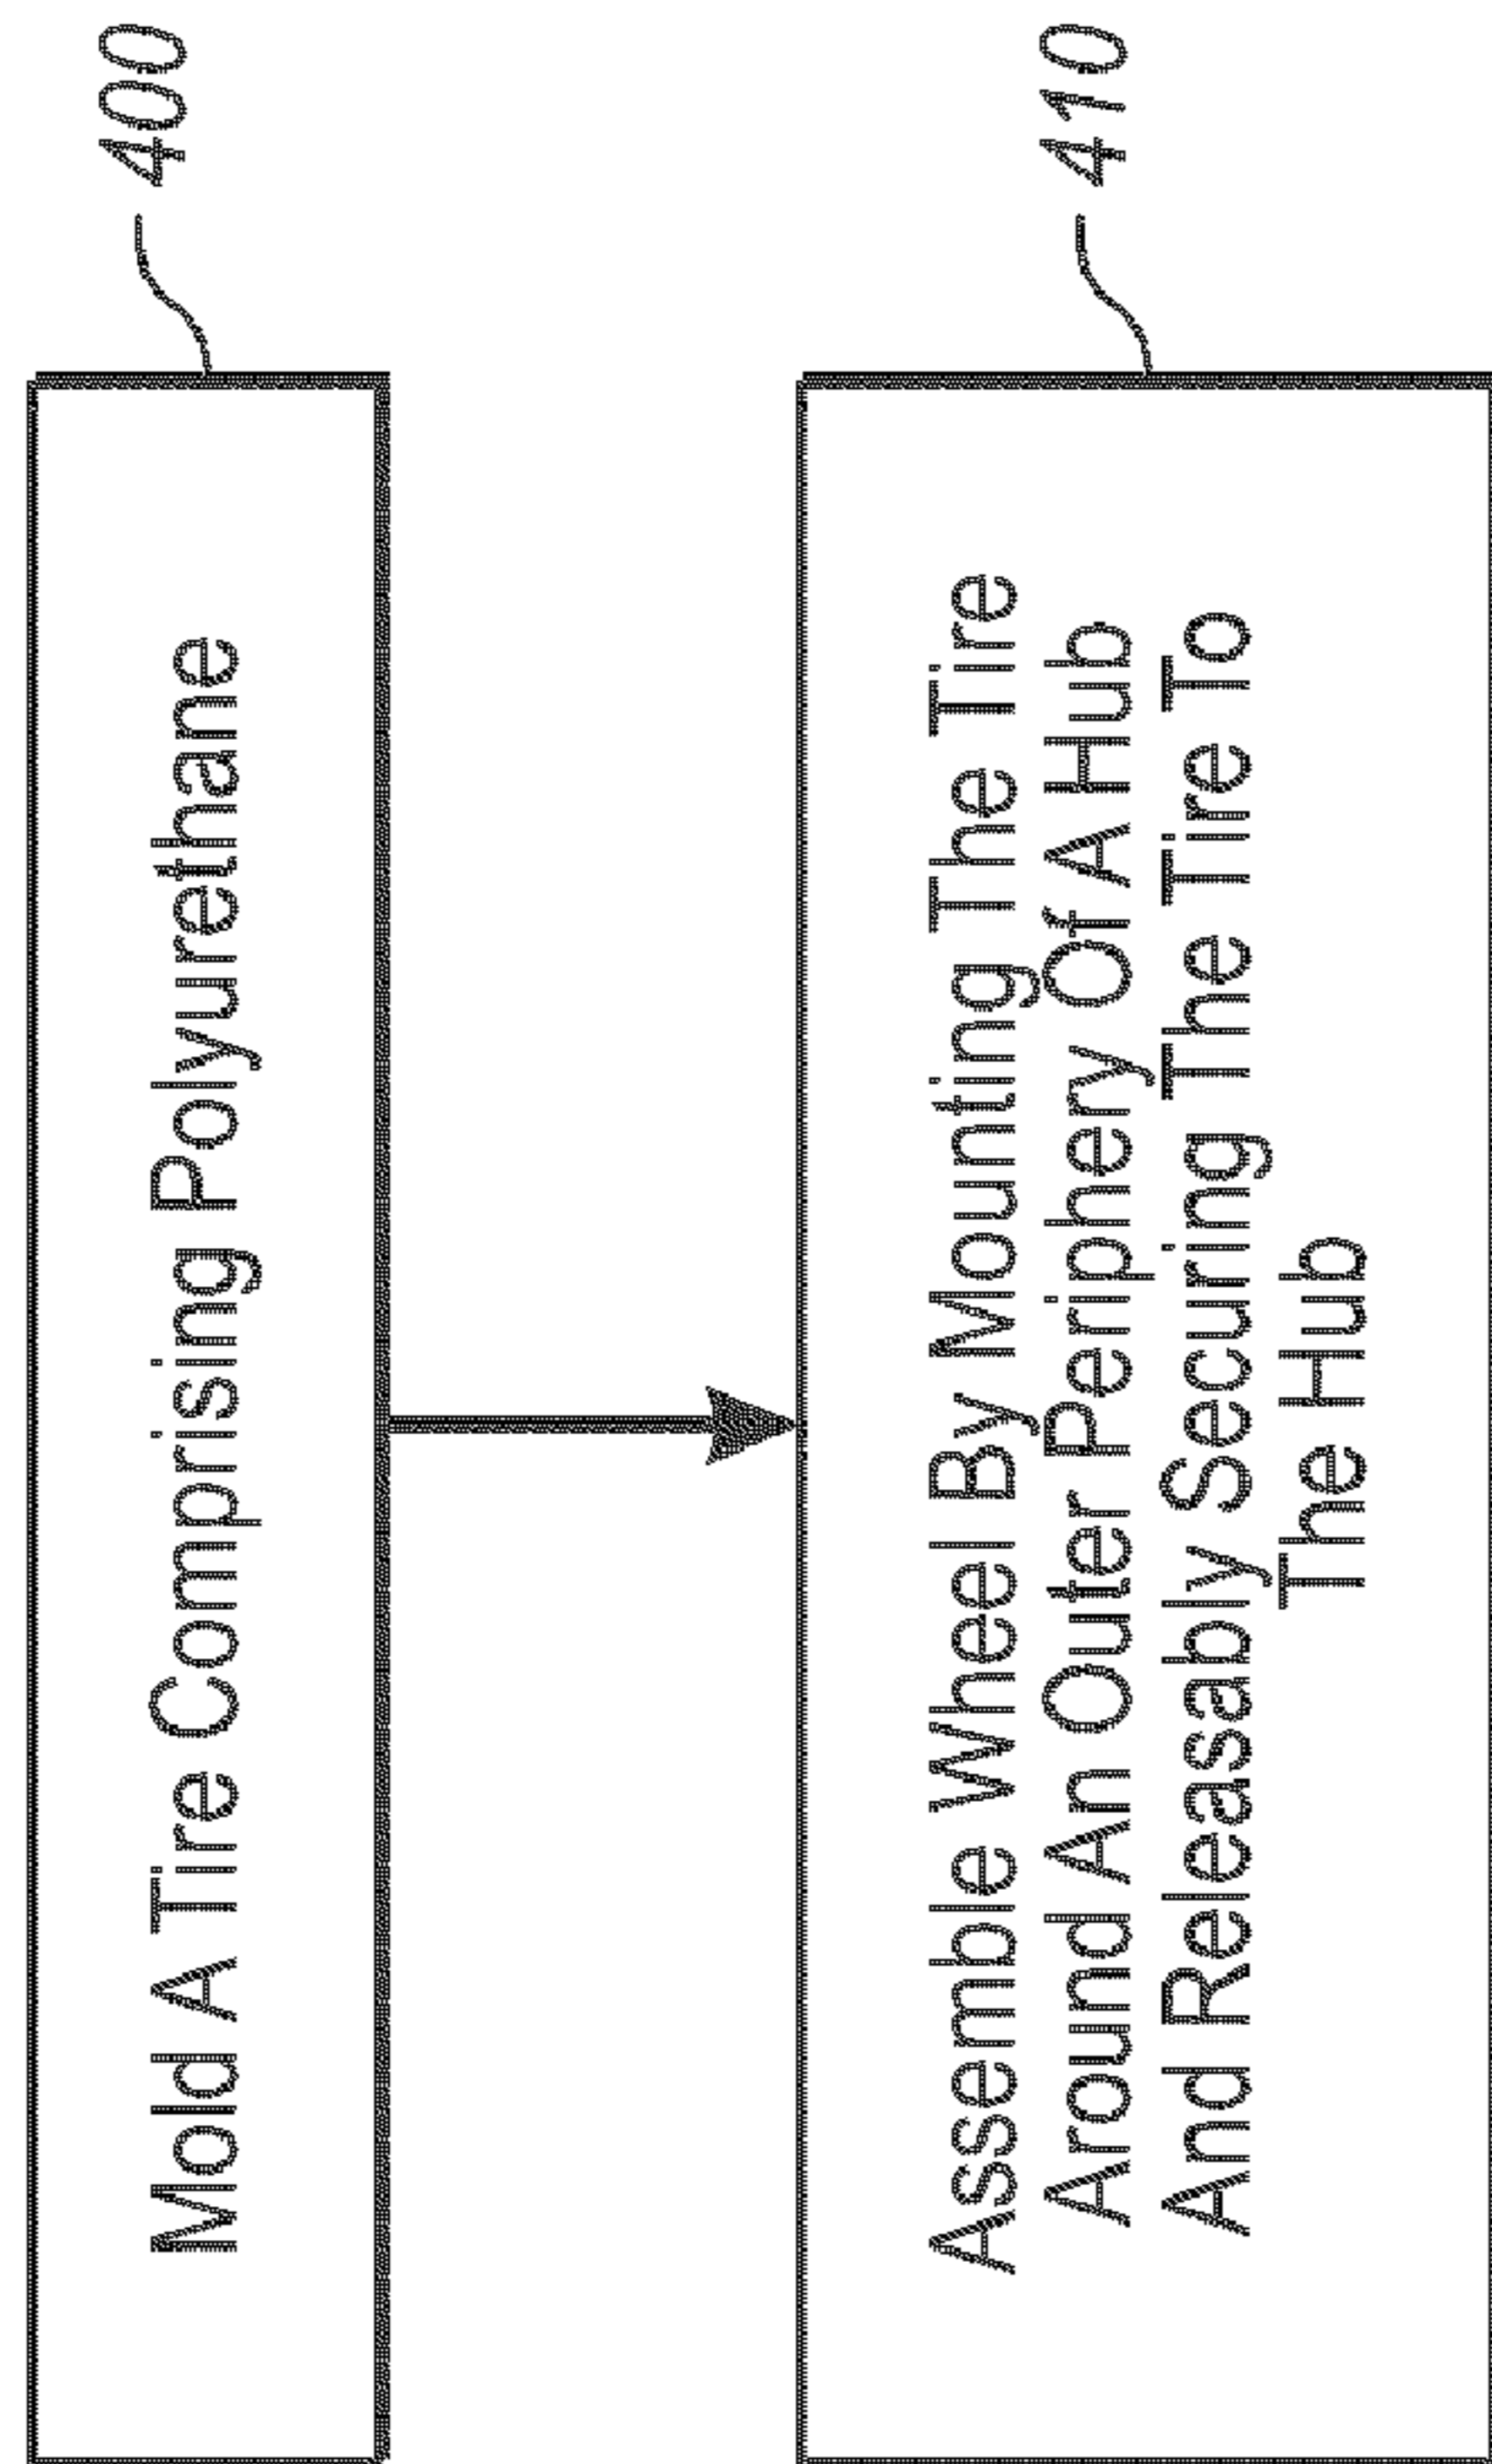 Mold A Tire Comprising Polyurethane
400
Assemble Wheel By Mounting The Tire
Around An Outer Periphery Of A Hub
And Releasably Securing The Tire To
The Hub
410